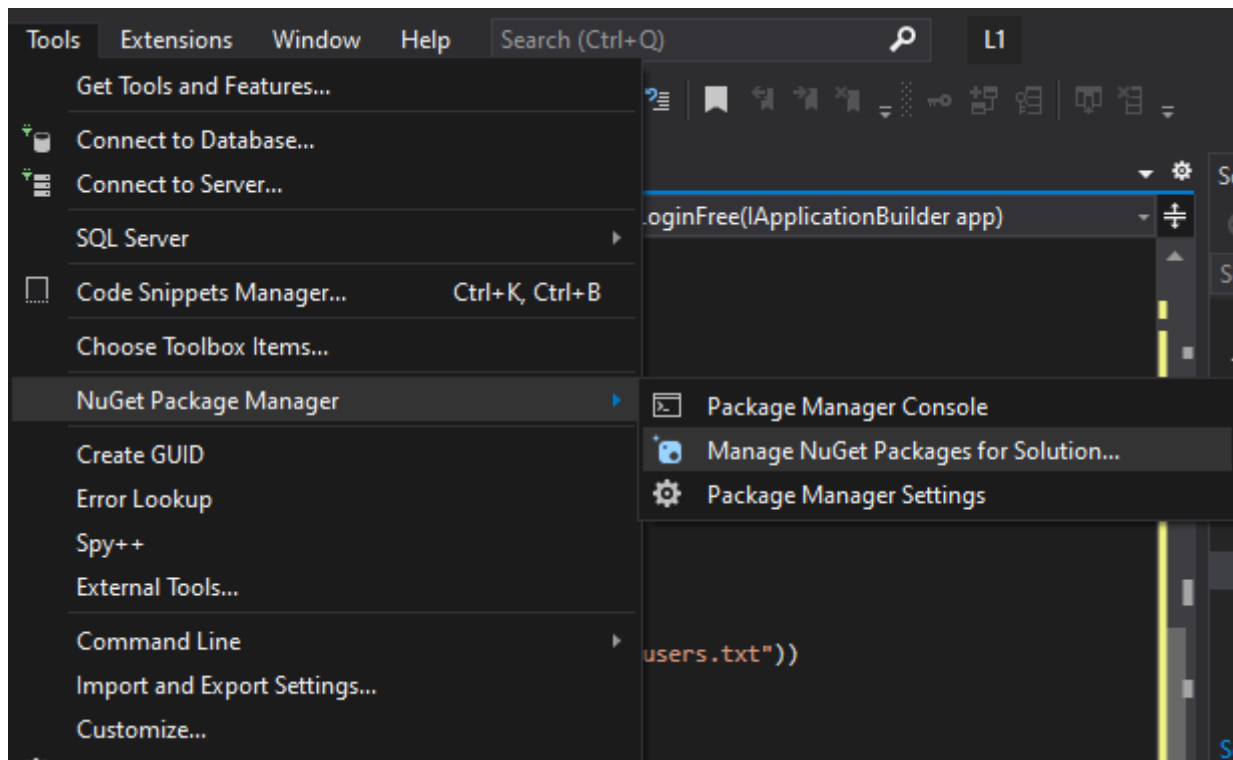 Tools Extensions Window Help Search (Ctrl+Q) L1
Get Tools and Features...
Connect to Database...
Connect to Server...
LoginFree(IApplicationBuilder app)
SQL Server
Code Snippets Manager... Ctrl+K, Ctrl+B
Choose Toolbox Items...
NuGet Package Manager
Package Manager Console
Manage NuGet Packages for Solution...
Package Manager Settings
Create GUID
Error Lookup
Spy++
External Tools...
Command Line
users.txt"))
Import and Export Settings...
Customize...